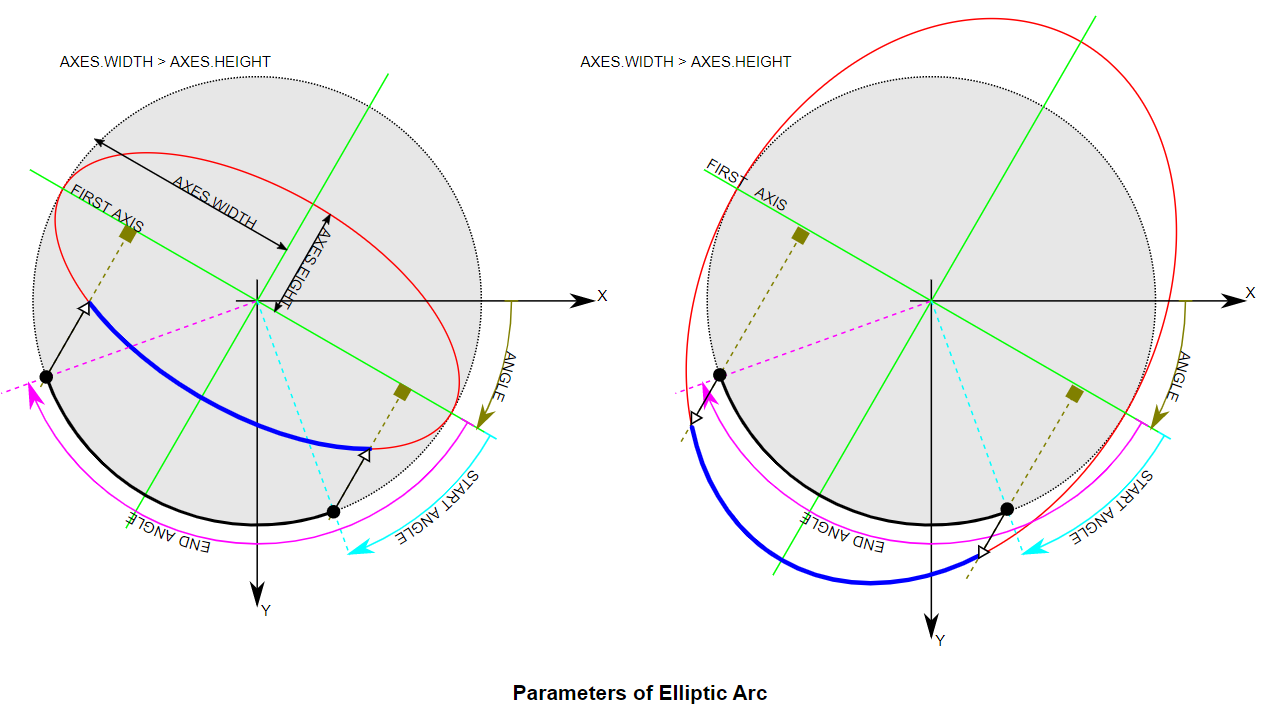 AXES.WIDTH > AXES.HEIGHT
FIRST AXIS
AXES.WIDTH
AXES.EIGHT
X
ANGLE
START ANGLE
END ANGLE
Y
AXES.WIDTH > AXES.HEIGHT
FIRST AXIS
X
ANGLE
START ANGLE
END ANGLE
Y
Parameters of Elliptic Arc